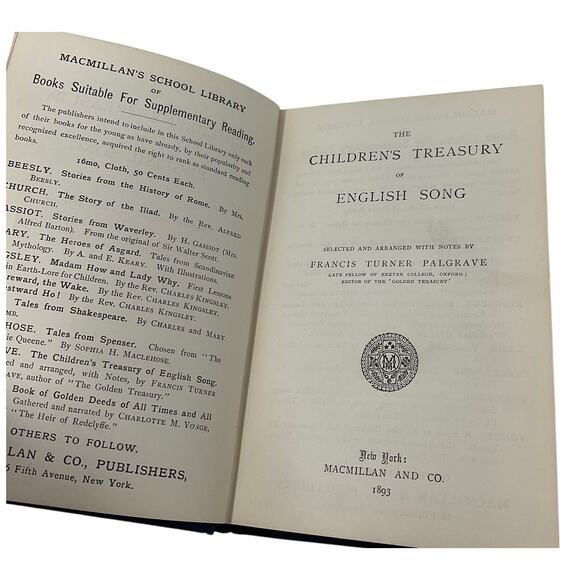 MACMILLAN'S SCHOOL LIBRARY
OF
Books Suitable For Supplementary Reading,
The publishers intend to include in this School Library only such
of their books for the young as have already, by their popularity and
recognized excellence, acquired the right to rank as standard reading
books.
16mo, Cloth, 50 Cents Each.
BEESLY. Stories from the History of Rome. By Mrs.
BEESLY.
CHURCH. The Story of the Iliad. By the Rev. ALFRED
CHURCH.
GASSIOT. Stories from Waverley. By H. GASSIOT (MRS.
Alfred Barton). From the original of Sir Walter Scott.
ARY. The Heroes of Asgard. Tales from Scandinavian
Mythology. By A. and E. KEARY. With Illustrations.
GSLEY. Madam How and Lady Why. First Lessons
in Earth-Lore for Children. By the Rev. CHARLES KINGSLEY.
ereward, the Wake. By Rev. CHARLES KINGSLEY.
estward Ho! By the Rev. CHARLES KINGSLEY.
Tales from Shakespeare. By CHARLES and MARY
MB.
HOSE. Tales from Spenser. Chosen from "The
ie Queene." By SOPHIA H. MACLEHOSE.
VE. The Children's Treasury of English Song.
ed and arranged, with Notes, by FRANCIS TURNER
AVE, author of "The Golden Treasury."
Book of Golden Deeds of All Times and All
Gathered and narrated by CHARLOTTE M. YONGE,
"The Heir of Redclyffe."
OTHERS TO FOLLOW.
LAN & CO., PUBLISHERS,
6 Fifth Avenue, New York.
THE
CHILDREN'S TREASURY
OF
ENGLISH SONG
SELECTED AND ARRANGED WITH NOTES BY
FRANCIS TURNER PALGRAVE
LATE FELLOW OF EXETER COLLEGE, OXFORD;
EDITOR OF THE 'GOLDEN TREASURY'
New York:
MACMILLAN AND CO.
1893